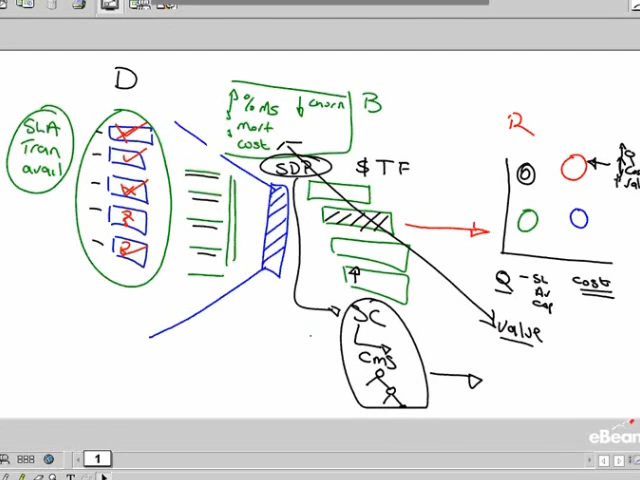 D
SLA
Tran
avail
% MS
churn
mort
cost
B
SDP
$ TF
R
Q
SC
CMS
value
Q - SL
Av
Cap
cost
eBeam
1
T